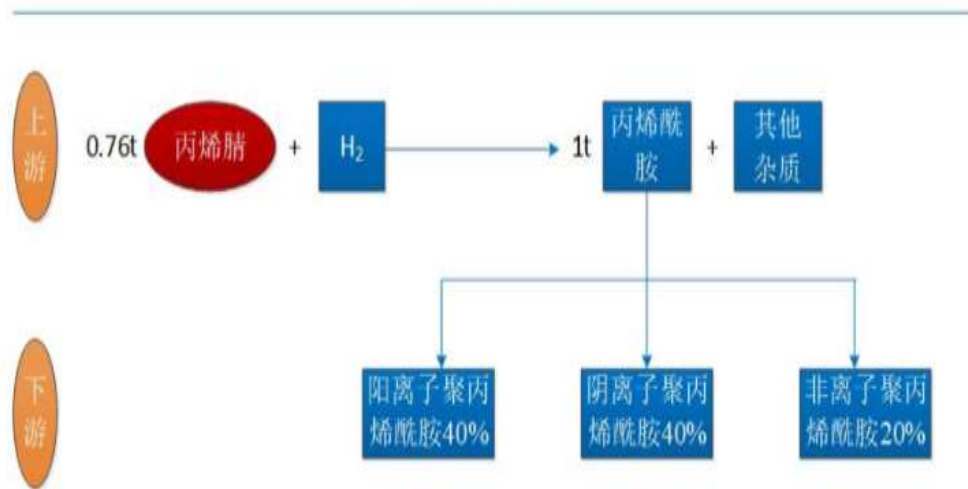 上
游
0.76t
丙烯腈
+
H₂
1t
丙烯酰
胺
+
其他
杂质
下
游
阳离子聚丙
烯酰胺40%
阴离子聚丙
烯酰胺40%
非离子聚丙
烯酰胺20%